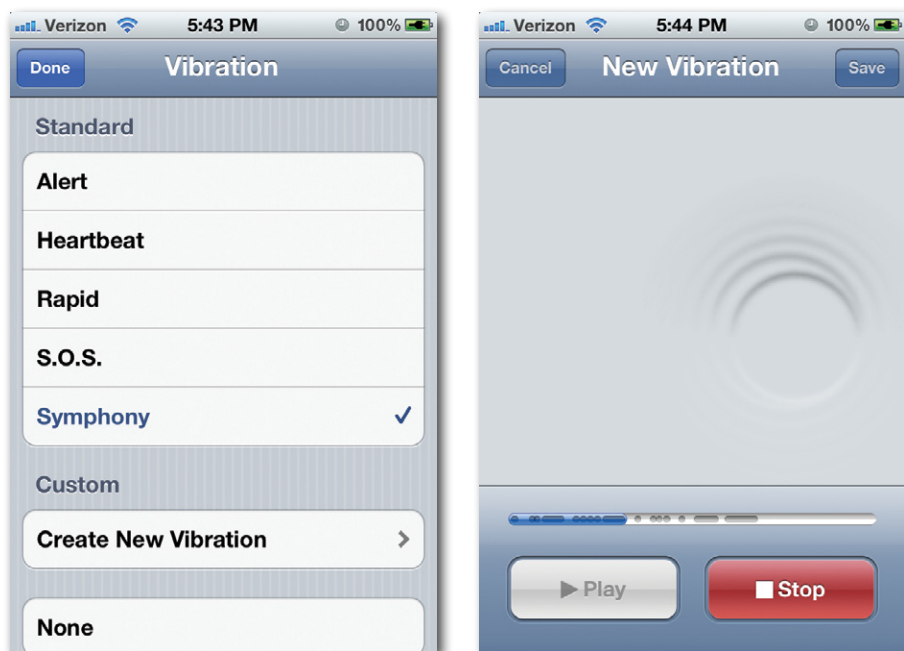 Verizon 5:43 PM 100%
Done Vibration
Standard
Alert
Heartbeat
Rapid
S.O.S.
Symphony
Custom
Create New Vibration
None
Verizon 5:44 PM 100%
Cancel New Vibration Save
Play Stop